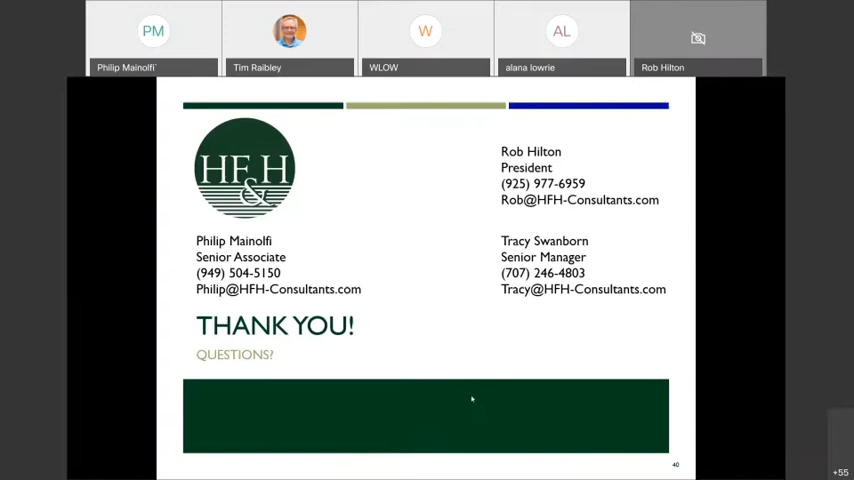 PM
W
AL
Philip Mainolfi
Tim Raibley
WLOW
alana lowrie
Rob Hilton
HF&H
Rob Hilton
President
(925) 977-6959
Rob@HFH-Consultants.com
Philip Mainolfi
Senior Associate
(949) 504-5150
Philip@HFH-Consultants.com
Tracy Swanborn
Senior Manager
(707) 246-4803
Tracy@HFH-Consultants.com
THANK YOU!
QUESTIONS?
40
+55